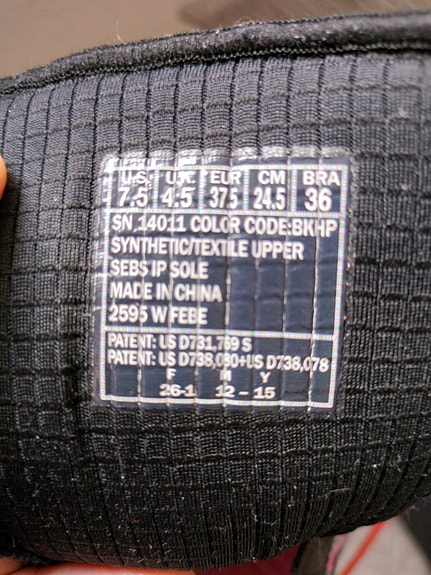 U.S. U.K. EUR CM BRA
7.5 4.5 37.5 24.5 36
SN 14011 COLOR CODE:BKHP
SYNTHETIC/TEXTILE UPPER
SEBS IP SOLE
MADE IN CHINA
2595 W FEBE
PATENT: US D731,769 S
PATENT: US D738,080+US D738,078
F M Y
26-1 12 - 15